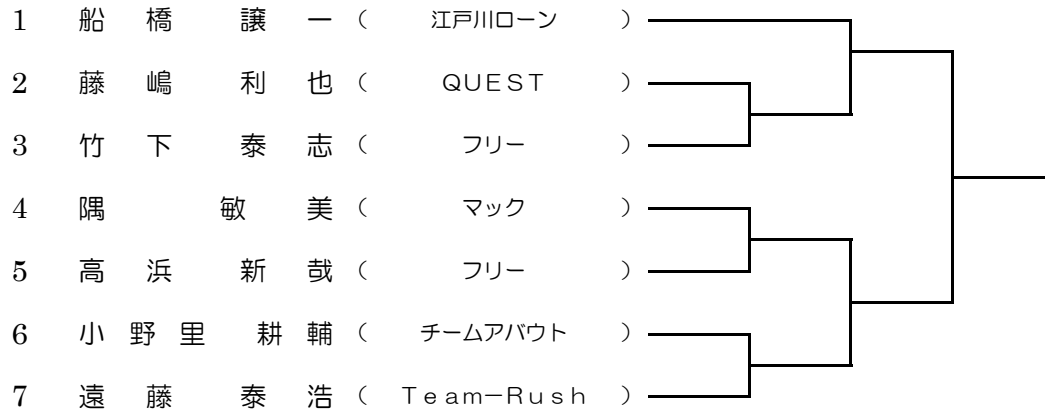 1 船橋 譲一 ( 江戸川ローン )
2 藤嶋 利也 ( QUEST )
3 竹下 泰志 ( フリー )
4 隅 敏美 ( マック )
5 高浜 新哉 ( フリー )
6 小野里 耕輔 ( チームアバウト )
7 遠藤 泰浩 ( Team－Rush )